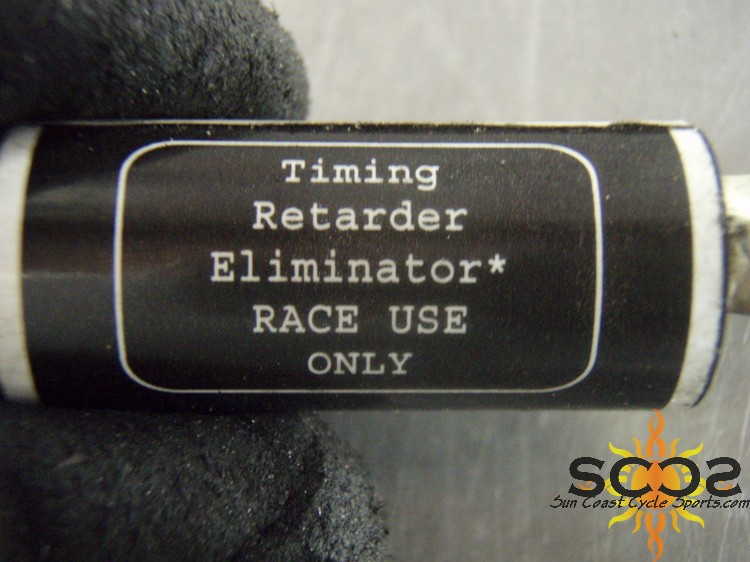 Timing
Retarder
Eliminator*
RACE USE
ONLY
SCCS
Sun Coast Cycle Sports.com